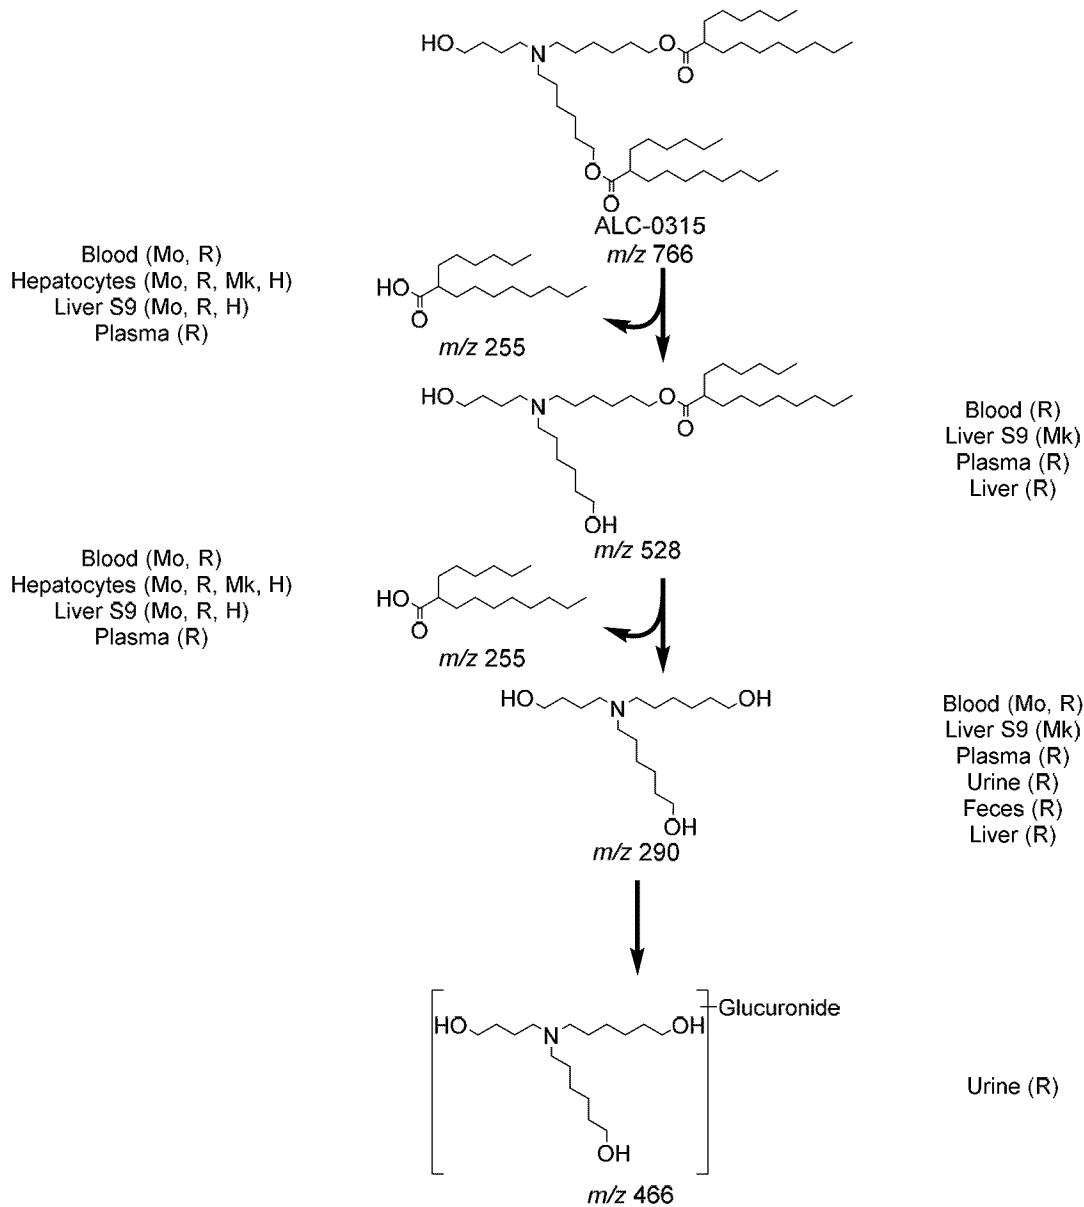 HO
N
O
O
O
O
ALC-0315
m/z 766
Blood (Mo, R)
Hepatocytes (Mo, R, Mk, H)
Liver S9 (Mo, R, H)
Plasma (R)
HO
O
m/z 255
HO
N
O
O
OH
m/z 528
Blood (R)
Liver S9 (Mk)
Plasma (R)
Liver (R)
Blood (Mo, R)
Hepatocytes (Mo, R, Mk, H)
Liver S9 (Mo, R, H)
Plasma (R)
HO
O
m/z 255
HO
N
OH
OH
m/z 290
Blood (Mo, R)
Liver S9 (Mk)
Plasma (R)
Urine (R)
Feces (R)
Liver (R)
Glucuronide
HO
N
OH
OH
m/z 466
Urine (R)